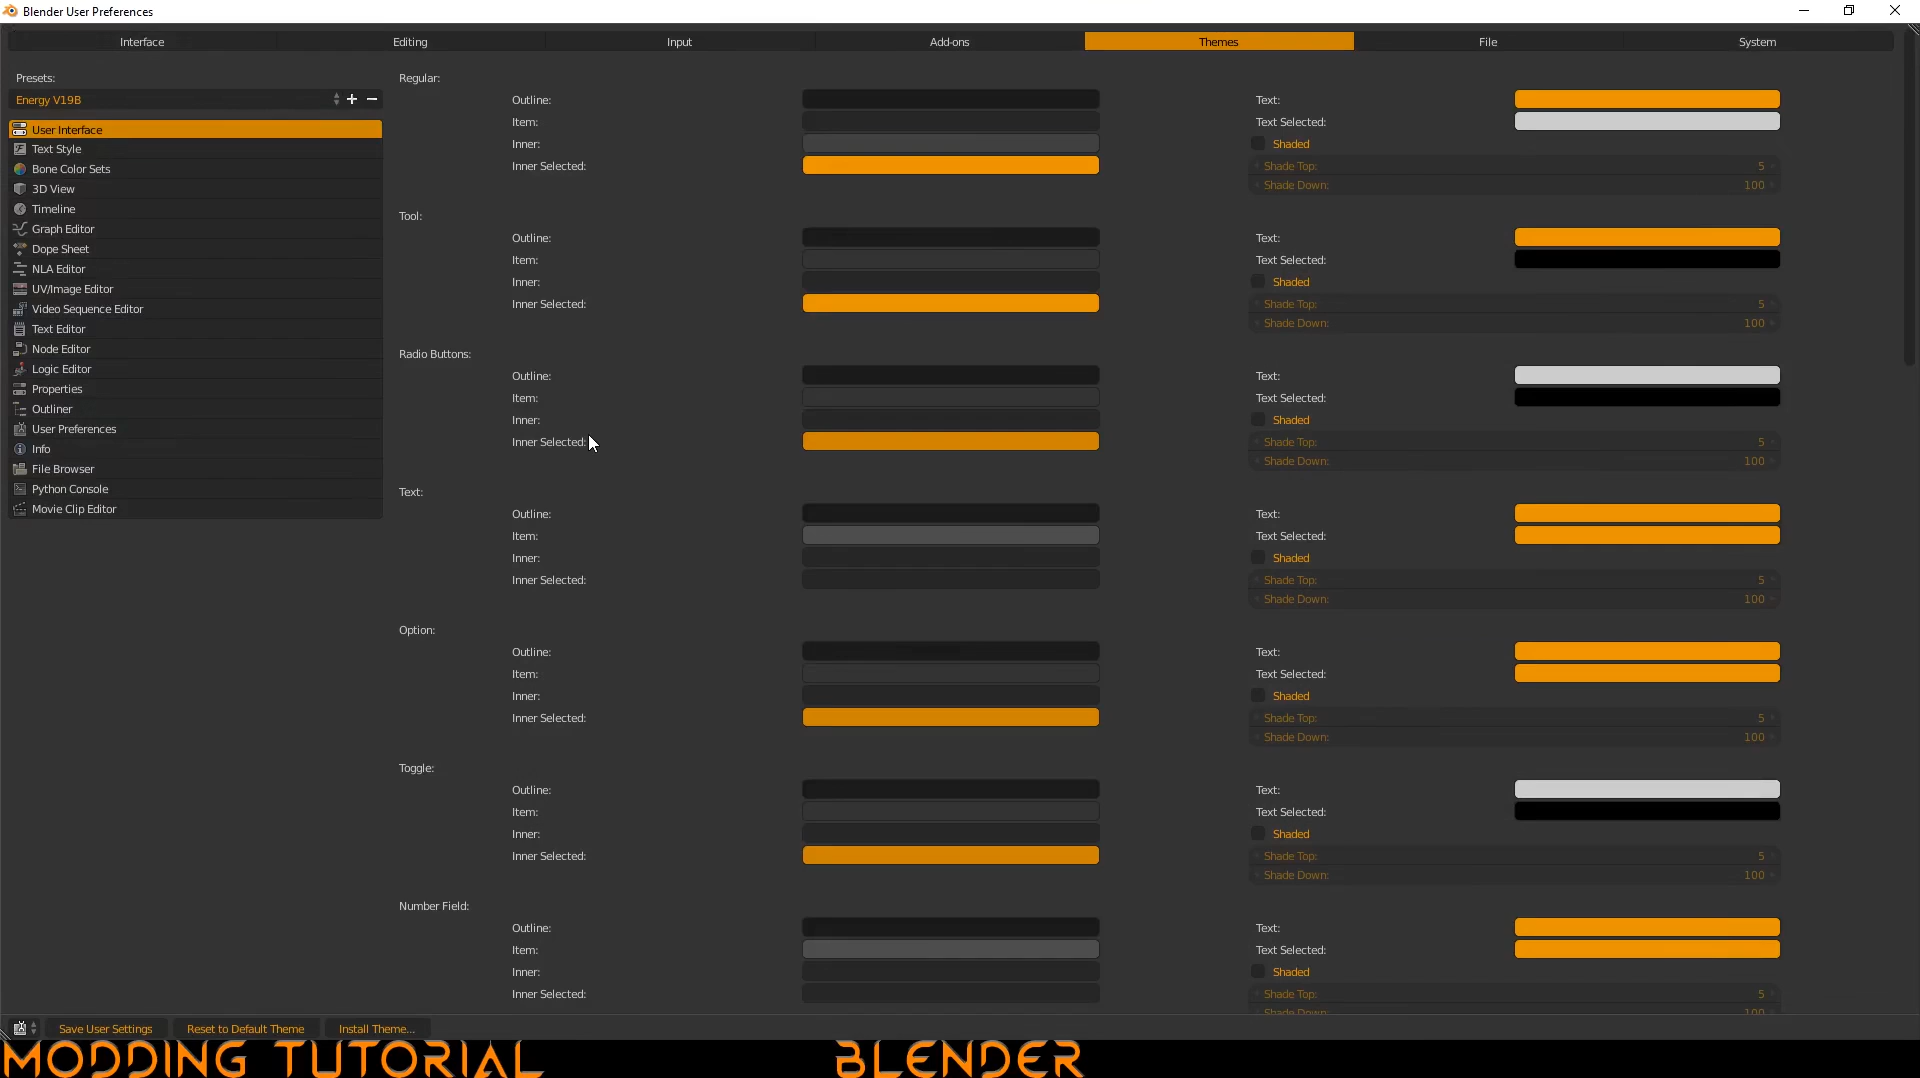 Blender User Preferences
Interface Editing Input Add-ons Themes File System
Presets:
Energy V19B
User Interface
Text Style
Bone Color Sets
3D View
Timeline
Graph Editor
Dope Sheet
NLA Editor
UV/Image Editor
Video Sequence Editor
Text Editor
Node Editor
Logic Editor
Properties
Outliner
User Preferences
Info
File Browser
Python Console
Movie Clip Editor
Regular:
Outline: Text:
Item: Text Selected:
Inner: Shaded
Inner Selected: Shade Top: 5
Shade Down: 100
Tool:
Outline: Text:
Item: Text Selected:
Inner: Shaded
Inner Selected: Shade Top: 5
Shade Down: 100
Radio Buttons:
Outline: Text:
Item: Text Selected:
Inner: Shaded
Inner Selected: Shade Top: 5
Shade Down: 100
Text:
Outline: Text:
Item: Text Selected:
Inner: Shaded
Inner Selected: Shade Top: 5
Shade Down: 100
Option:
Outline: Text:
Item: Text Selected:
Inner: Shaded
Inner Selected: Shade Top: 5
Shade Down: 100
Toggle:
Outline: Text:
Item: Text Selected:
Inner: Shaded
Inner Selected: Shade Top: 5
Shade Down: 100
Number Field:
Outline: Text:
Item: Text Selected:
Inner: Shaded
Inner Selected: Shade Top: 5
Shade Down: 100
Save User Settings Reset to Default Theme Install Theme...
MODDING TUTORIAL BLENDER